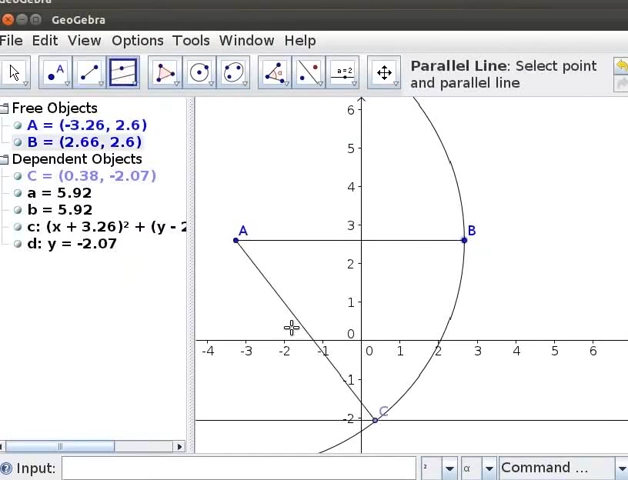 GeoGebra
GeoGebra
File Edit View Options Tools Window Help
A
a=2
Parallel Line: Select point
and parallel line
Free Objects
A = (-3.26, 2.6)
B = (2.66, 2.6)
Dependent Objects
C = (0.38, -2.07)
a = 5.92
b = 5.92
c: (x + 3.26)² + (y - 2
d: y = -2.07
6
5
4
3
2
1
0
-1
-2
-4 -3 -2 -1 0 1 2 3 4 5 6
A
B
C
Input:
²
α
Command ...